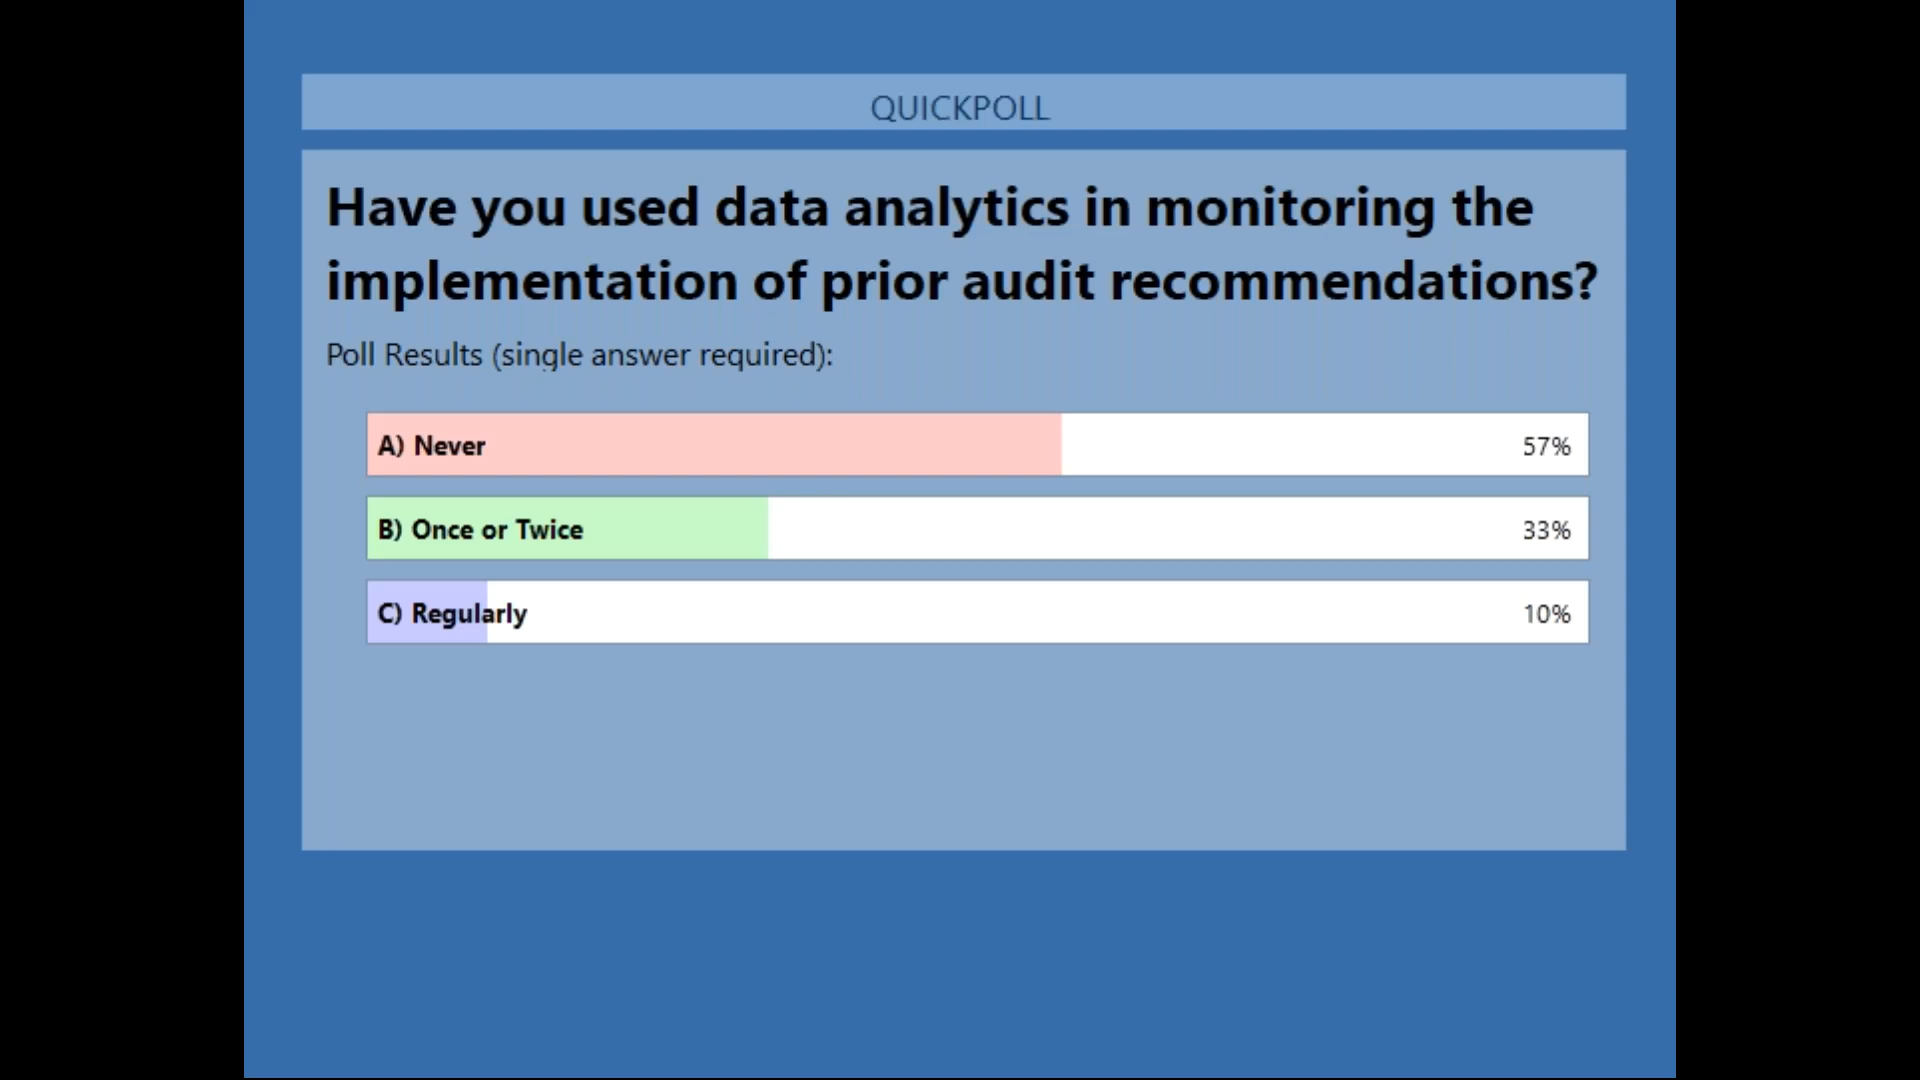 QUICKPOLL
Have you used data analytics in monitoring the
implementation of prior audit recommendations?
Poll Results (single answer required):
A) Never 57%
B) Once or Twice 33%
C) Regularly 10%